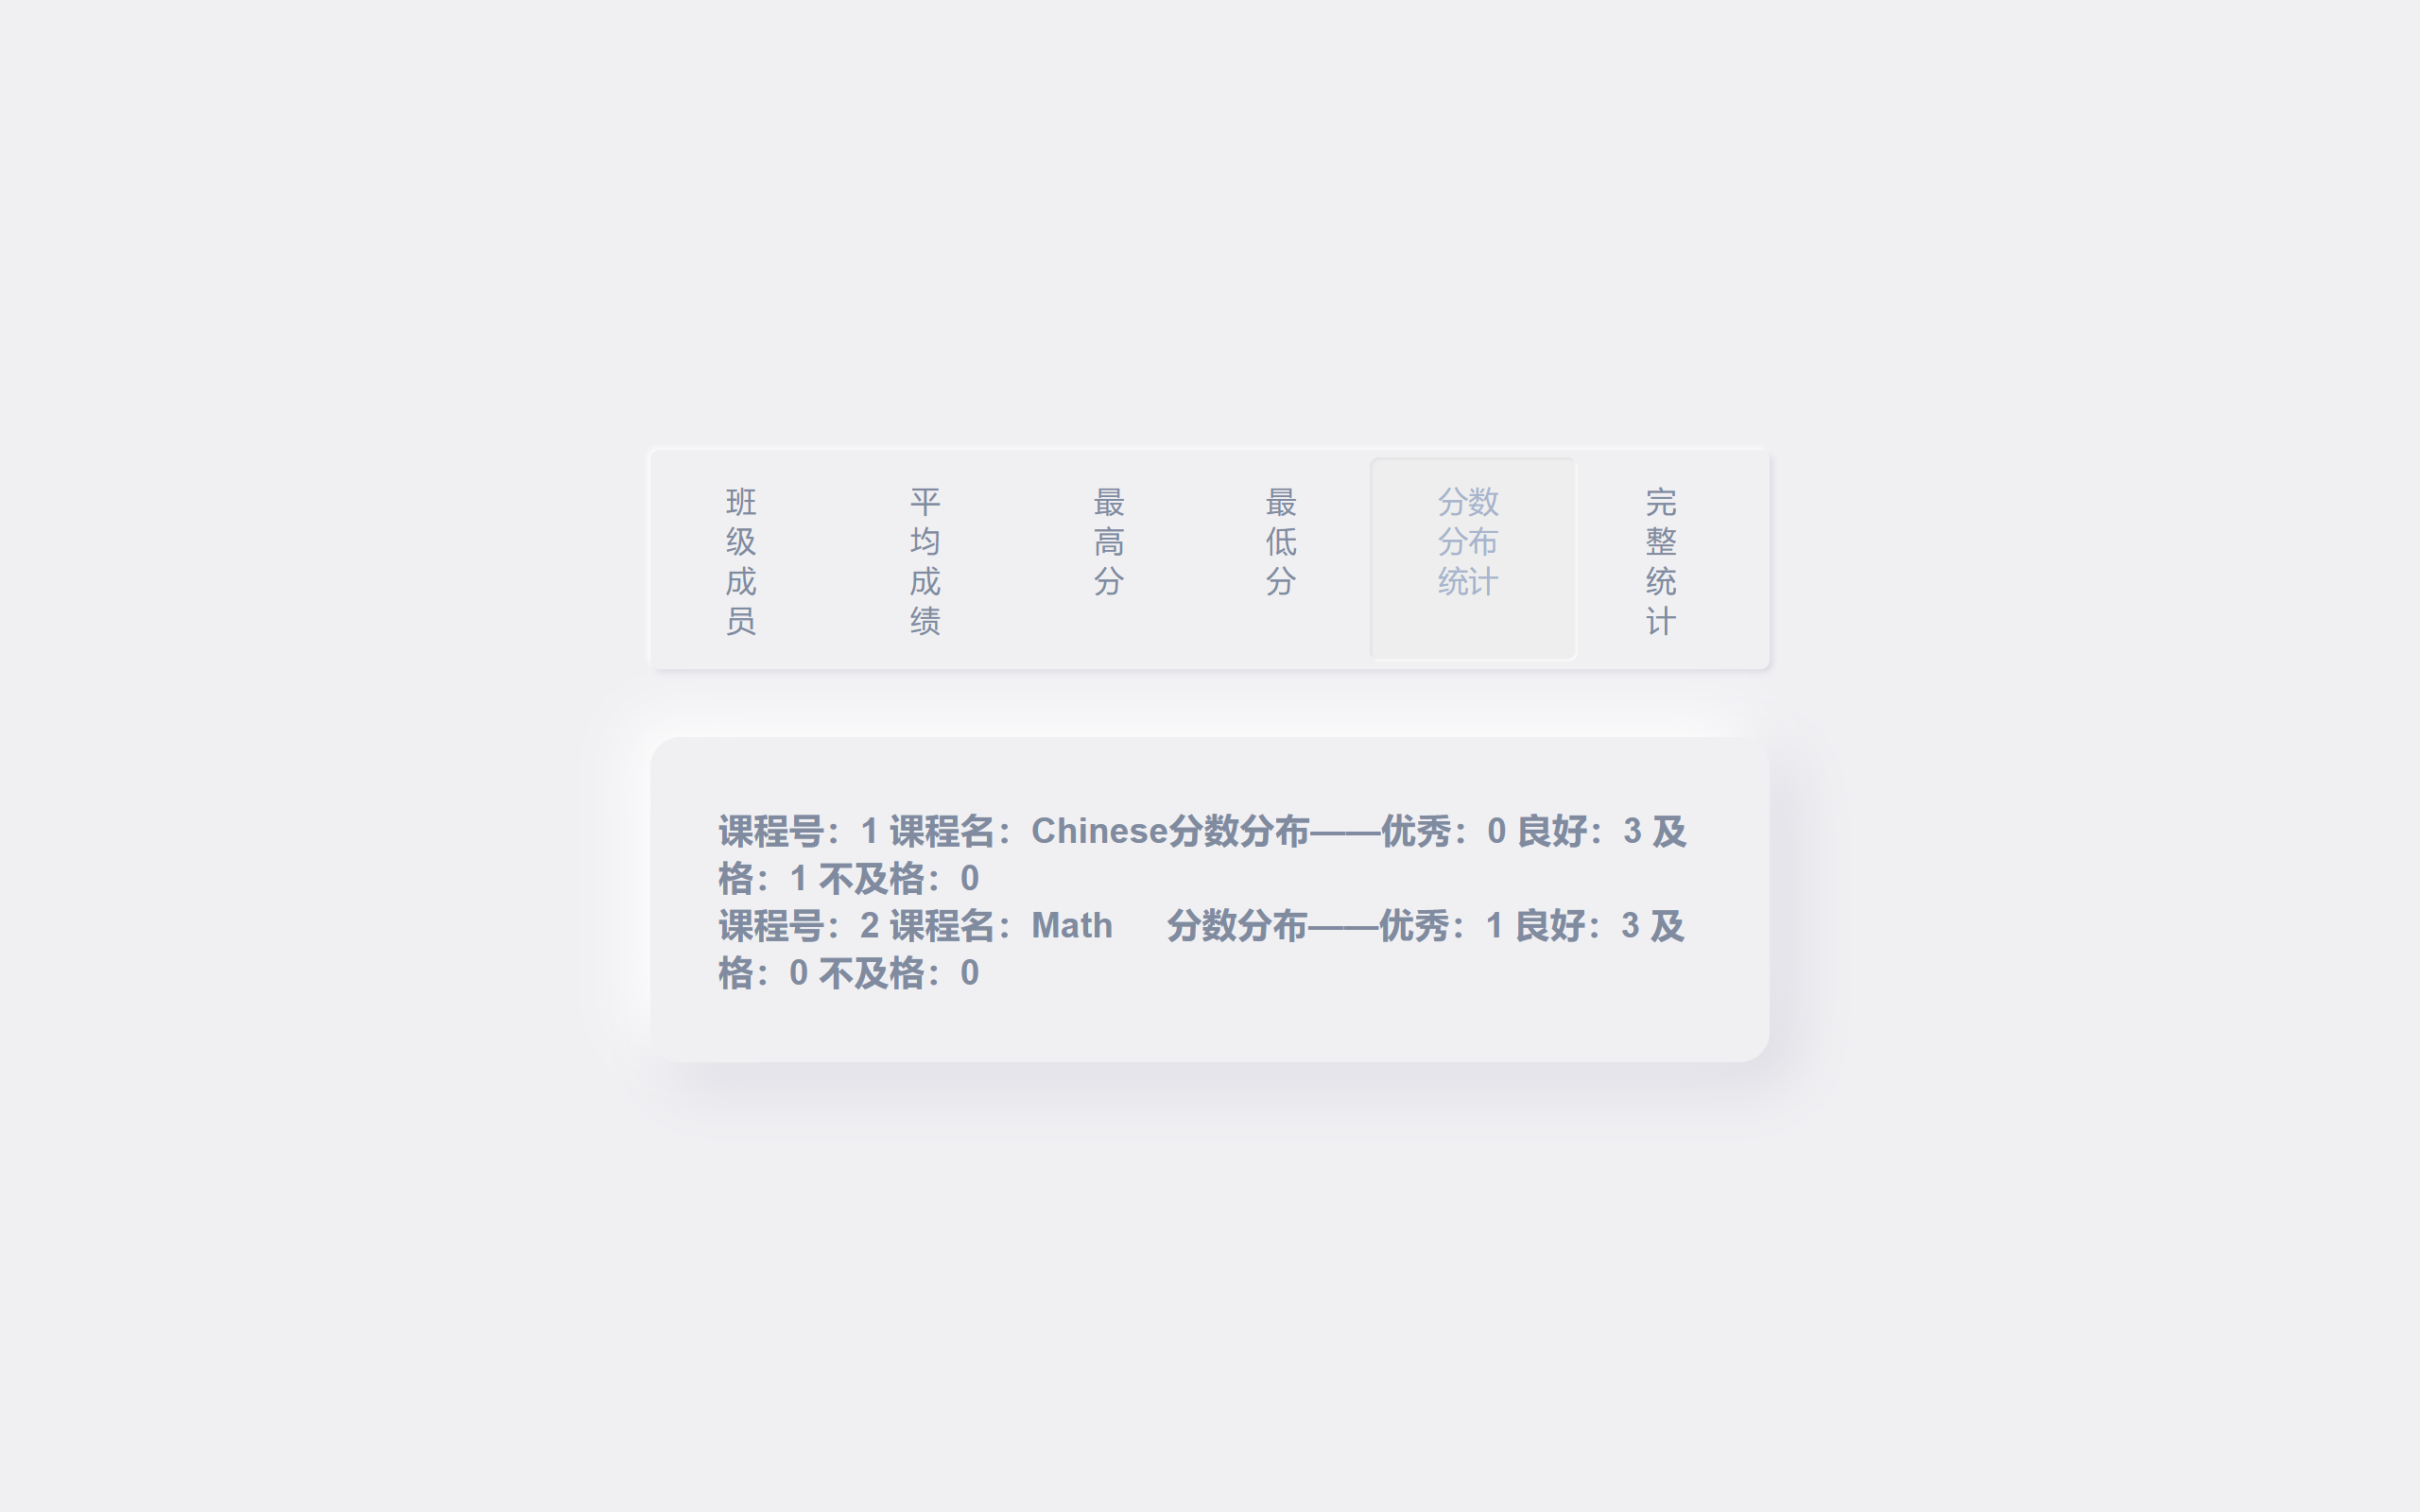 班级成员
平均成绩
最高分
最低分
分数分布统计
完整统计
课程号：1 课程名：Chinese分数分布——优秀：0 良好：3 及
格：1 不及格：0
课程号：2 课程名：Math 分数分布——优秀：1 良好：3 及
格：0 不及格：0